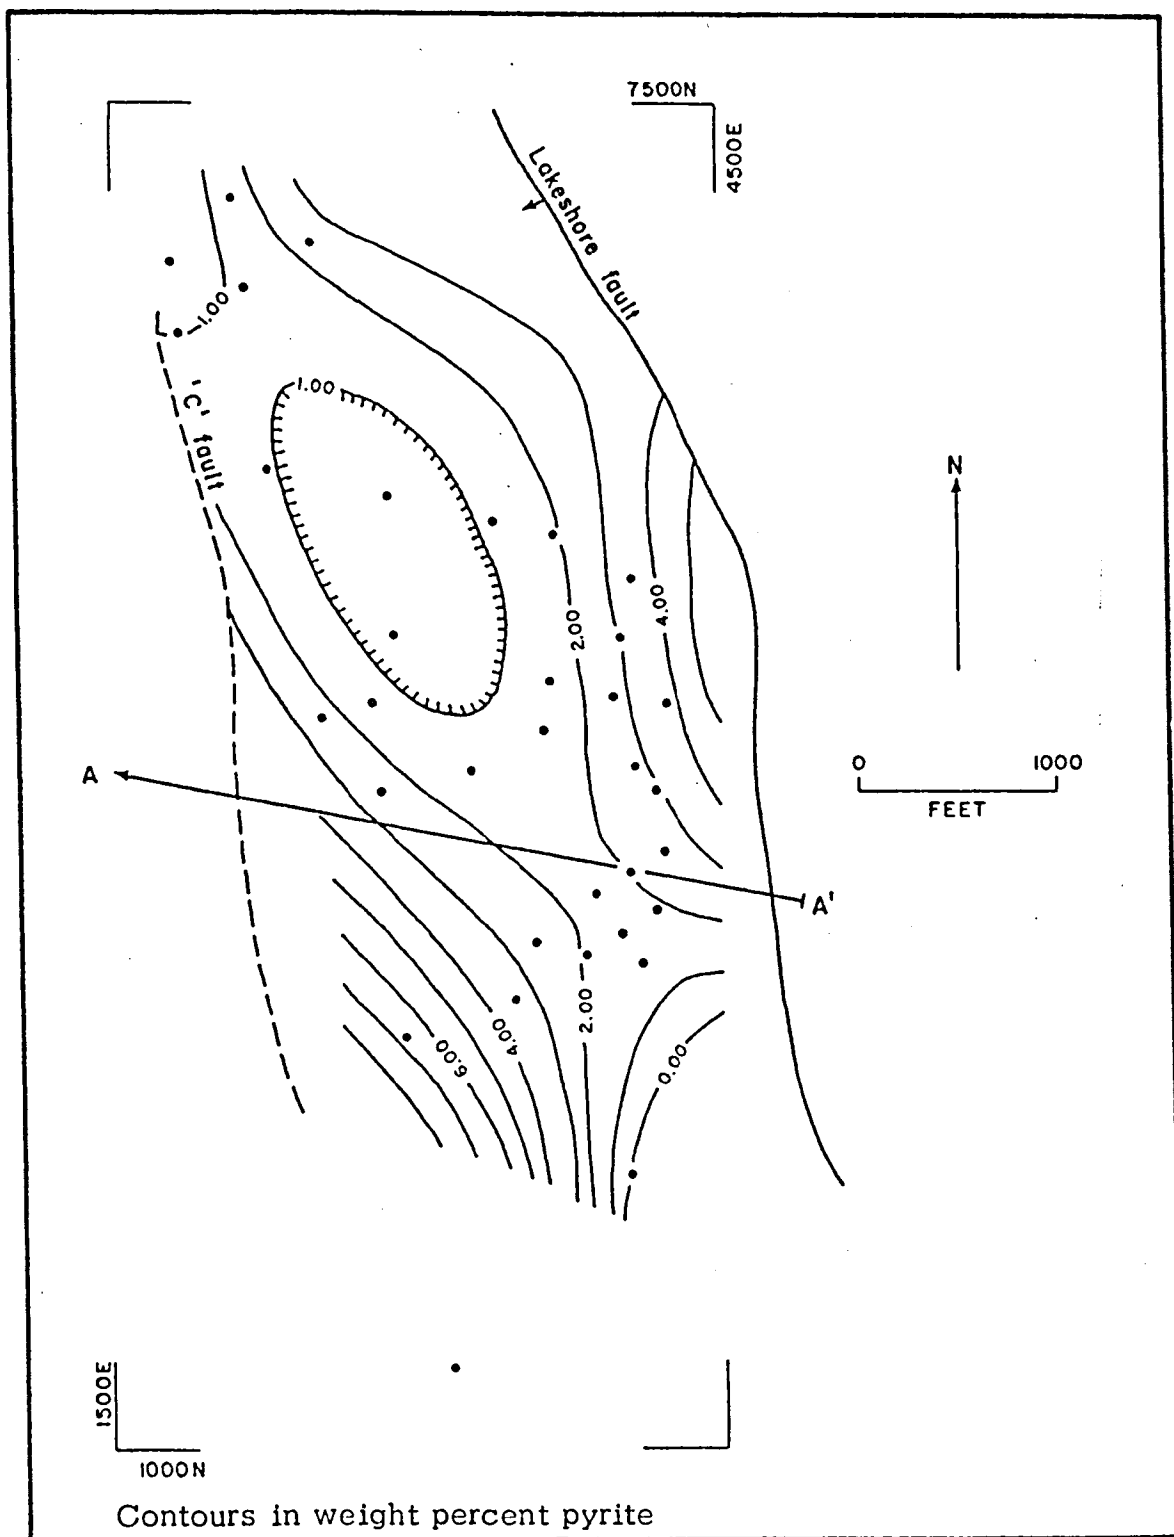 7500N
4500E
Lakeshore fault
-1.00
'C' fault
1.00
N
2.00
4.00
A
0
1000
FEET
A'
2.00
4.00
6.00
0.00
1500E
1000N
Contours in weight percent pyrite